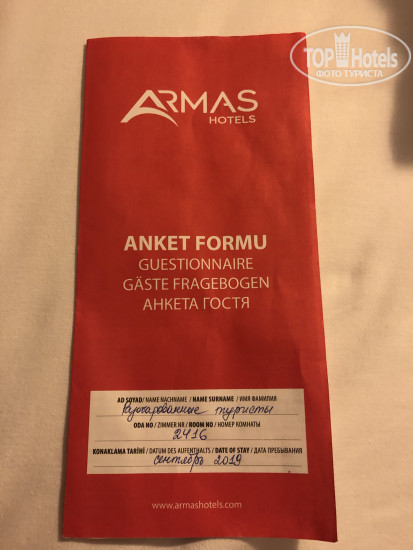 TOP Hotels
ФОТО ТУРИСТА
ARMAS
HOTELS
ANKET FORMU
GUESTIONNAIRE
GÄSTE FRAGEBOGEN
АНКЕТА ГОСТЯ
AD SOYAD / NAME NACHNAME / NAME SURNAME / ИМЯ ФАМИЛИЯ
Разочарованные туристы
ODA NO / ZIMMER NR / ROOM NO / НОМЕР КОМНАТЫ
2416
KONAKLAMA TARİHİ / DATUM DES AUFENTHALTS / DATE OF STAY / ДАТА ПРЕБЫВАНИЯ
сентябрь 2019
www.armashotels.com